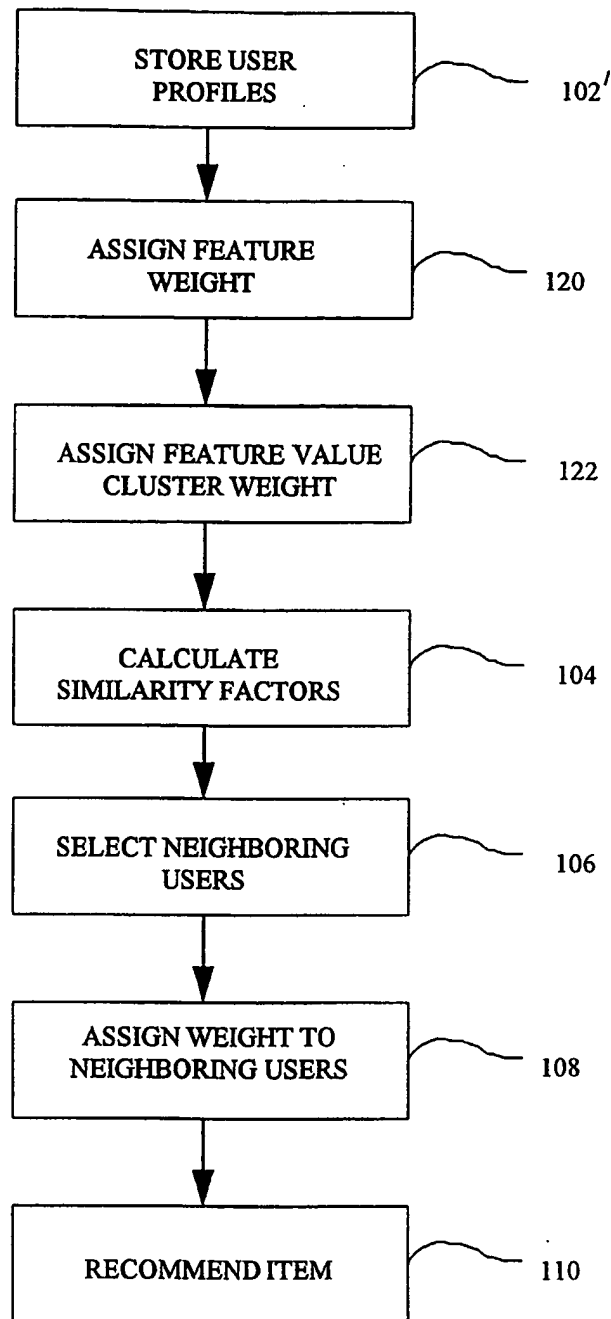 STORE USER
PROFILES
102'
ASSIGN FEATURE
WEIGHT
120
ASSIGN FEATURE VALUE
CLUSTER WEIGHT
122
CALCULATE
SIMILARITY FACTORS
104
SELECT NEIGHBORING
USERS
106
ASSIGN WEIGHT TO
NEIGHBORING USERS
108
RECOMMEND ITEM
110